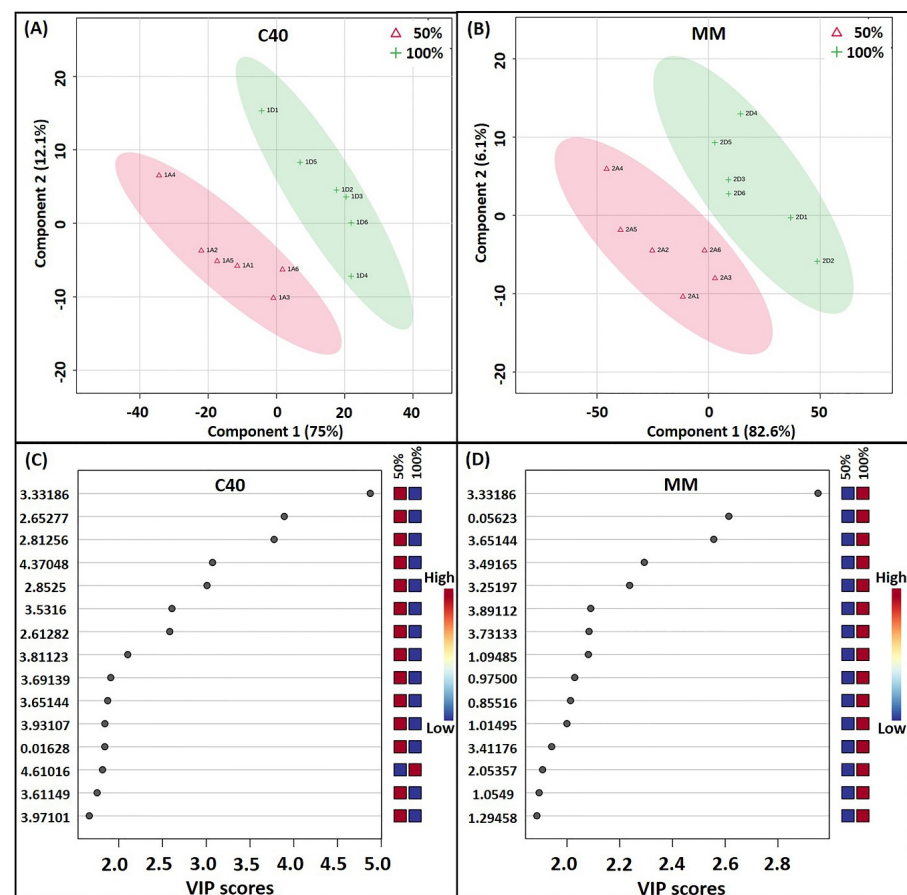 (A)
C40
50%
100%
Component 2 (12.1%)
20
10
0
-10
-20
1D1
1D5
1D2
1D3
1D6
1D4
1A4
1A2
1A5
1A1
1A6
1A3
-40
-20
0
20
40
Component 1 (75%)
(B)
MM
50%
100%
Component 2 (6.1%)
20
10
0
-10
-20
2D4
2D5
2D3
2D6
2D1
2D2
2A4
2A5
2A2
2A6
2A3
2A1
-50
0
50
Component 1 (82.6%)
(C)
C40
50%
100%
3.33186
2.65277
2.81256
4.37048
2.8525
3.5316
2.61282
3.81123
3.69139
3.65144
3.93107
0.01628
4.61016
3.61149
3.97101
High
Low
2.0
2.5
3.0
3.5
4.0
4.5
5.0
VIP scores
(D)
MM
50%
100%
3.33186
0.05623
3.65144
3.49165
3.25197
3.89112
3.73133
1.09485
0.97500
0.85516
1.01495
3.41176
2.05357
1.0549
1.29458
High
Low
2.0
2.2
2.4
2.6
2.8
VIP scores